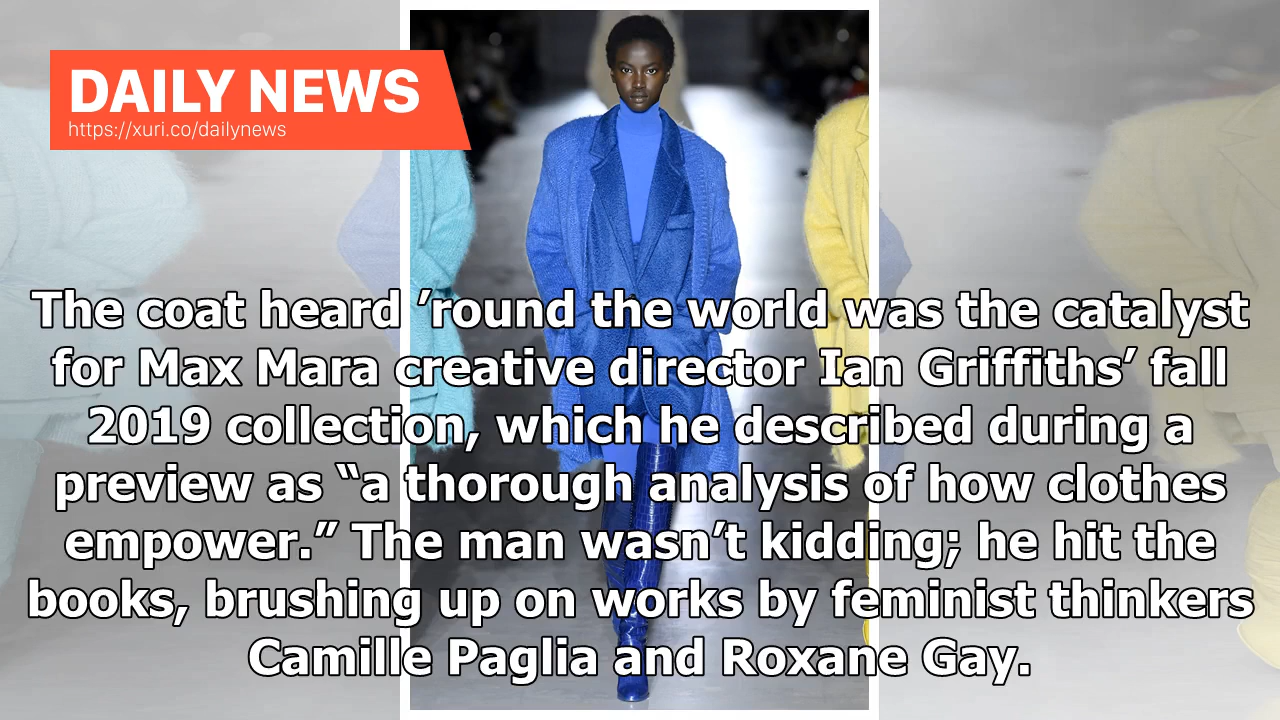 DAILY NEWS
https://xuri.co/dailynews
The coat heard ’round the world was the catalyst
for Max Mara creative director Ian Griffiths’ fall
2019 collection, which he described during a
preview as “a thorough analysis of how clothes
empower.” The man wasn’t kidding; he hit the
books, brushing up on works by feminist thinkers
Camille Paglia and Roxane Gay.